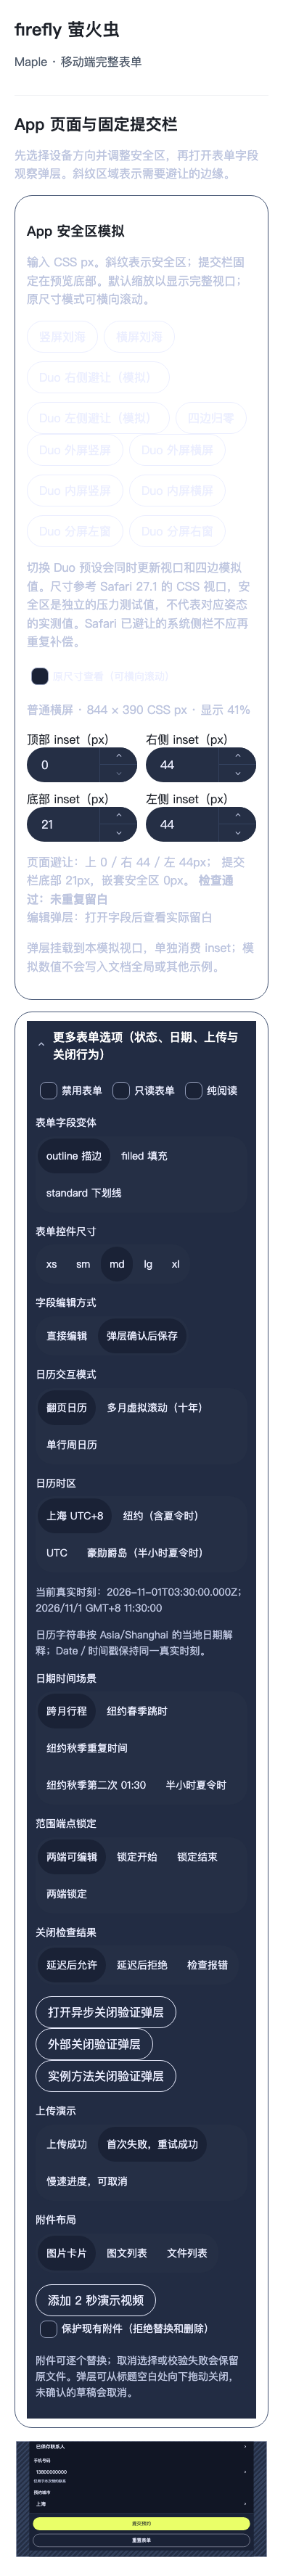 firefly 萤火虫
Maple · 移动端完整表单
App 页面与固定提交栏
先选择设备方向并调整安全区，再打开表单字段
观察弹层。斜纹区域表示需要避让的边缘。
App 安全区模拟
输入 CSS px。斜纹表示安全区；提交栏固
定在预览底部。默认缩放以显示完整视口；
原尺寸模式可横向滚动。
竖屏刘海 横屏刘海
Duo 右侧避让（模拟）
Duo 左侧避让（模拟） 四边归零
Duo 外屏竖屏 Duo 外屏横屏
Duo 内屏竖屏 Duo 内屏横屏
Duo 分屏左窗 Duo 分屏右窗
切换 Duo 预设会同时更新视口和四边模拟
值。尺寸参考 Safari 27.1 的 CSS 视口，安
全区是独立的压力测试值，不代表对应姿态
的实测值。Safari 已避让的系统侧栏不应再
重复补偿。
原尺寸查看（可横向滚动）
普通横屏 · 844 × 390 CSS px · 显示 41%
顶部 inset（px） 右侧 inset（px）
0 44
底部 inset（px） 左侧 inset（px）
21 44
页面避让：上 0 / 右 44 / 左 44px； 提交
栏底部 21px，嵌套安全区 0px。 检查通
过：未重复留白
编辑弹层：打开字段后查看实际留白
弹层挂载到本模拟视口，单独消费 inset；模
拟数值不会写入文档全局或其他示例。
更多表单选项（状态、日期、上传与
关闭行为）
禁用表单 只读表单 纯阅读
表单字段变体
outline 描边 filled 填充
standard 下划线
表单控件尺寸
xs sm md lg xl
字段编辑方式
直接编辑 弹层确认后保存
日历交互模式
翻页日历 多月虚拟滚动（十年）
单行周日历
日历时区
上海 UTC+8 纽约（含夏令时）
UTC 豪勋爵岛（半小时夏令时）
当前真实时刻：2026-11-01T03:30:00.000Z；
2026/11/1 GMT+8 11:30:00
日历字符串按 Asia/Shanghai 的当地日期解
释；Date / 时间戳保持同一真实时刻。
日期时间场景
跨月行程 纽约春季跳时
纽约秋季重复时间
纽约秋季第二次 01:30 半小时夏令时
范围端点锁定
两端可编辑 锁定开始 锁定结束
两端锁定
关闭检查结果
延迟后允许 延迟后拒绝 检查报错
打开异步关闭验证弹层
外部关闭验证弹层
实例方法关闭验证弹层
上传演示
上传成功 首次失败，重试成功
慢速进度，可取消
附件布局
图片卡片 图文列表 文件列表
添加 2 秒演示视频
保护现有附件（拒绝替换和删除）
附件可逐个替换；取消选择或校验失败会保留
原文件。弹层可从标题空白处向下拖动关闭，
未确认的草稿会取消。
已保存联系人
手机号码
13800000000
仅用于本次预约联系
预约城市
上海
提交预约
重置表单